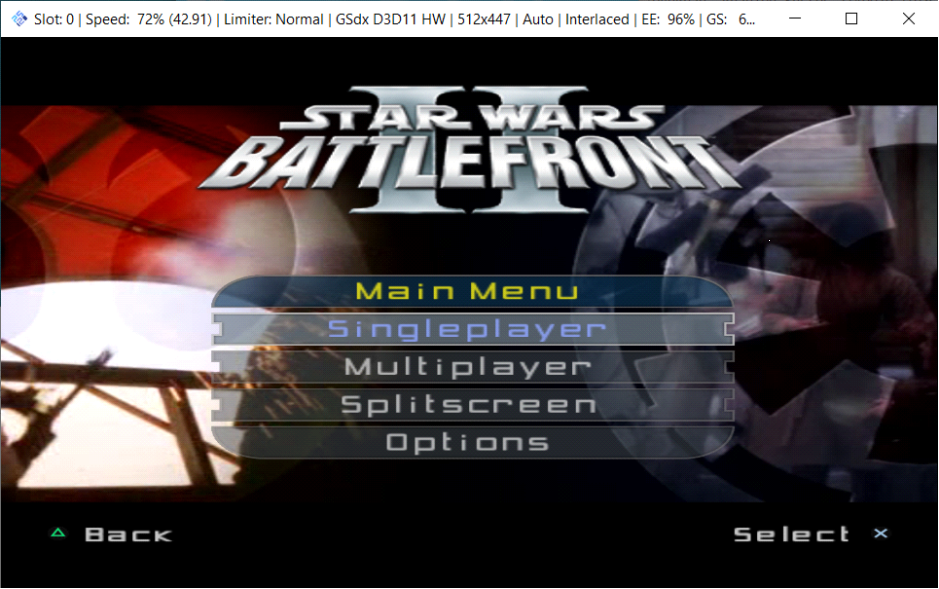 Slot: 0 | Speed: 72% (42.91) | Limiter: Normal | GSdx D3D11 HW | 512x447 | Auto | Interlaced | EE: 96% | GS: 6...
II
STAR WARS
BATTLEFRONT
Main Menu
Singleplayer
Multiplayer
Splitscreen
Options
Back
Select